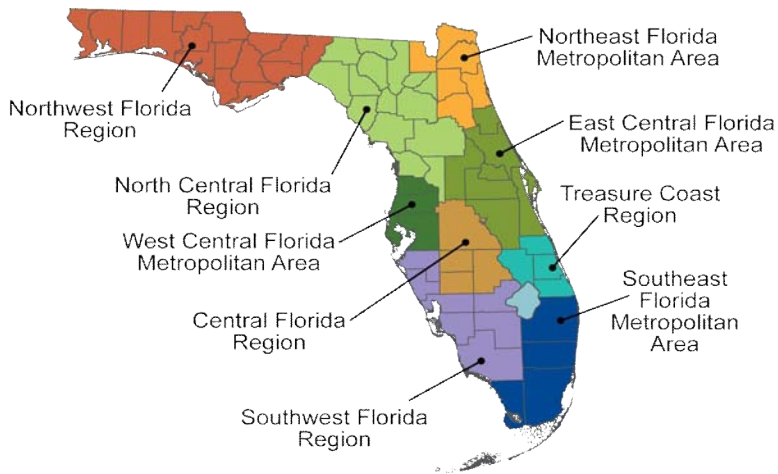 Northeast Florida
Metropolitan Area
Northwest Florida
Region
East Central Florida
Metropolitan Area
North Central Florida
Region
Treasure Coast
Region
West Central Florida
Metropolitan Area
Southeast
Florida
Metropolitan
Area
Central Florida
Region
Southwest Florida
Region